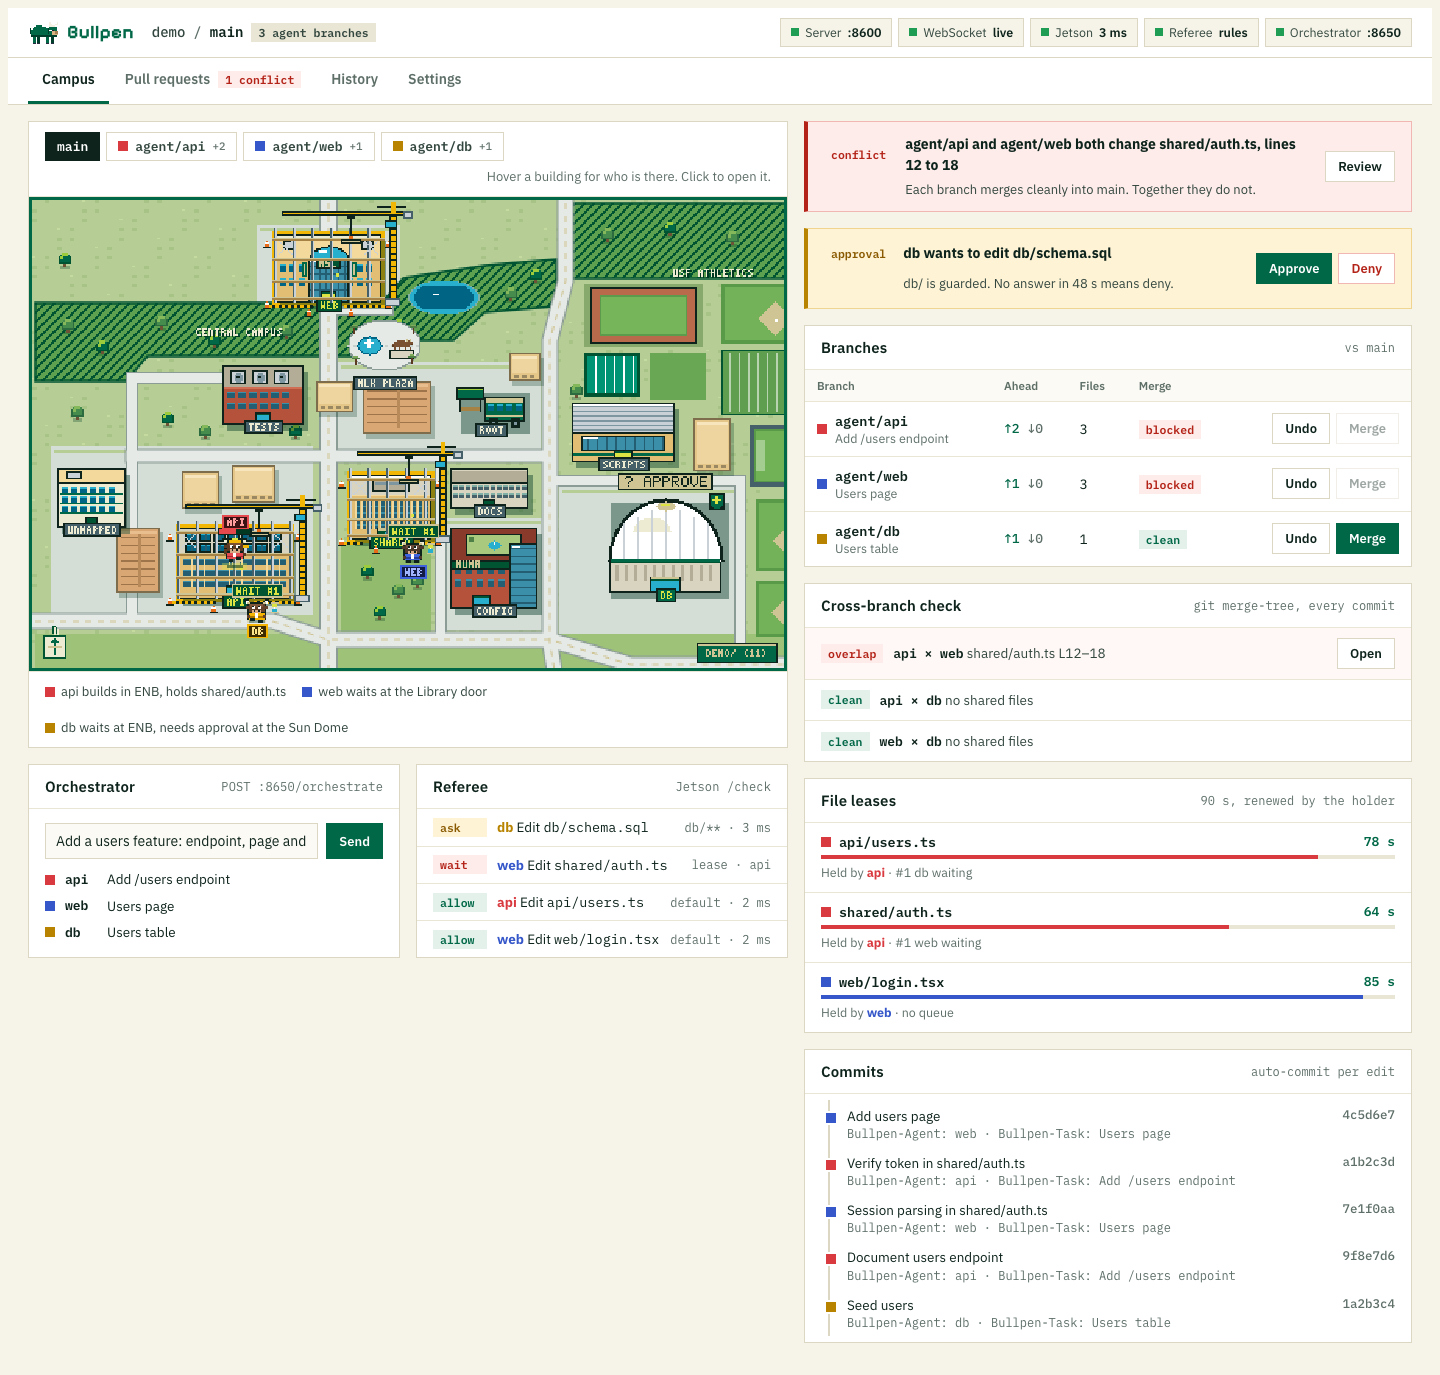 Bullpen demo / main 3 agent branches
Server :8600 WebSocket live Jetson 3 ms Referee rules Orchestrator :8650
Campus Pull requests 1 conflict History Settings
main agent/api +2 agent/web +1 agent/db +1
Hover a building for who is there. Click to open it.
WEB
USF ATHLETICS
CENTRAL CAMPUS
MLK PLAZA
TESTS
ROOT
SCRIPTS
? APPROVE
UNMAPPED
API
DOCS
WAIT #1
WEB
NUMA
CONFIG
WAIT #1
API
DB
DB
DEMO/ (11)
api builds in ENB, holds shared/auth.ts web waits at the Library door
db waits at ENB, needs approval at the Sun Dome
Orchestrator POST :8650/orchestrate
Add a users feature: endpoint, page and Send
api Add /users endpoint
web Users page
db Users table
Referee Jetson /check
ask db Edit db/schema.sql db/** · 3 ms
wait web Edit shared/auth.ts lease · api
allow api Edit api/users.ts default · 2 ms
allow web Edit web/login.tsx default · 2 ms
conflict agent/api and agent/web both change shared/auth.ts, lines
12 to 18
Each branch merges cleanly into main. Together they do not.
Review
approval db wants to edit db/schema.sql
db/ is guarded. No answer in 48 s means deny.
Approve Deny
Branches vs main
Branch Ahead Files Merge
agent/api ↑2 ↓0 3 blocked Undo Merge
Add /users endpoint
agent/web ↑1 ↓0 3 blocked Undo Merge
Users page
agent/db ↑1 ↓0 1 clean Undo Merge
Users table
Cross-branch check git merge-tree, every commit
overlap api × web shared/auth.ts L12–18 Open
clean api × db no shared files
clean web × db no shared files
File leases 90 s, renewed by the holder
api/users.ts 78 s
Held by api · #1 db waiting
shared/auth.ts 64 s
Held by api · #1 web waiting
web/login.tsx 85 s
Held by web · no queue
Commits auto-commit per edit
Add users page 4c5d6e7
Bullpen-Agent: web · Bullpen-Task: Users page
Verify token in shared/auth.ts a1b2c3d
Bullpen-Agent: api · Bullpen-Task: Add /users endpoint
Session parsing in shared/auth.ts 7e1f0aa
Bullpen-Agent: web · Bullpen-Task: Users page
Document users endpoint 9f8e7d6
Bullpen-Agent: api · Bullpen-Task: Add /users endpoint
Seed users 1a2b3c4
Bullpen-Agent: db · Bullpen-Task: Users table